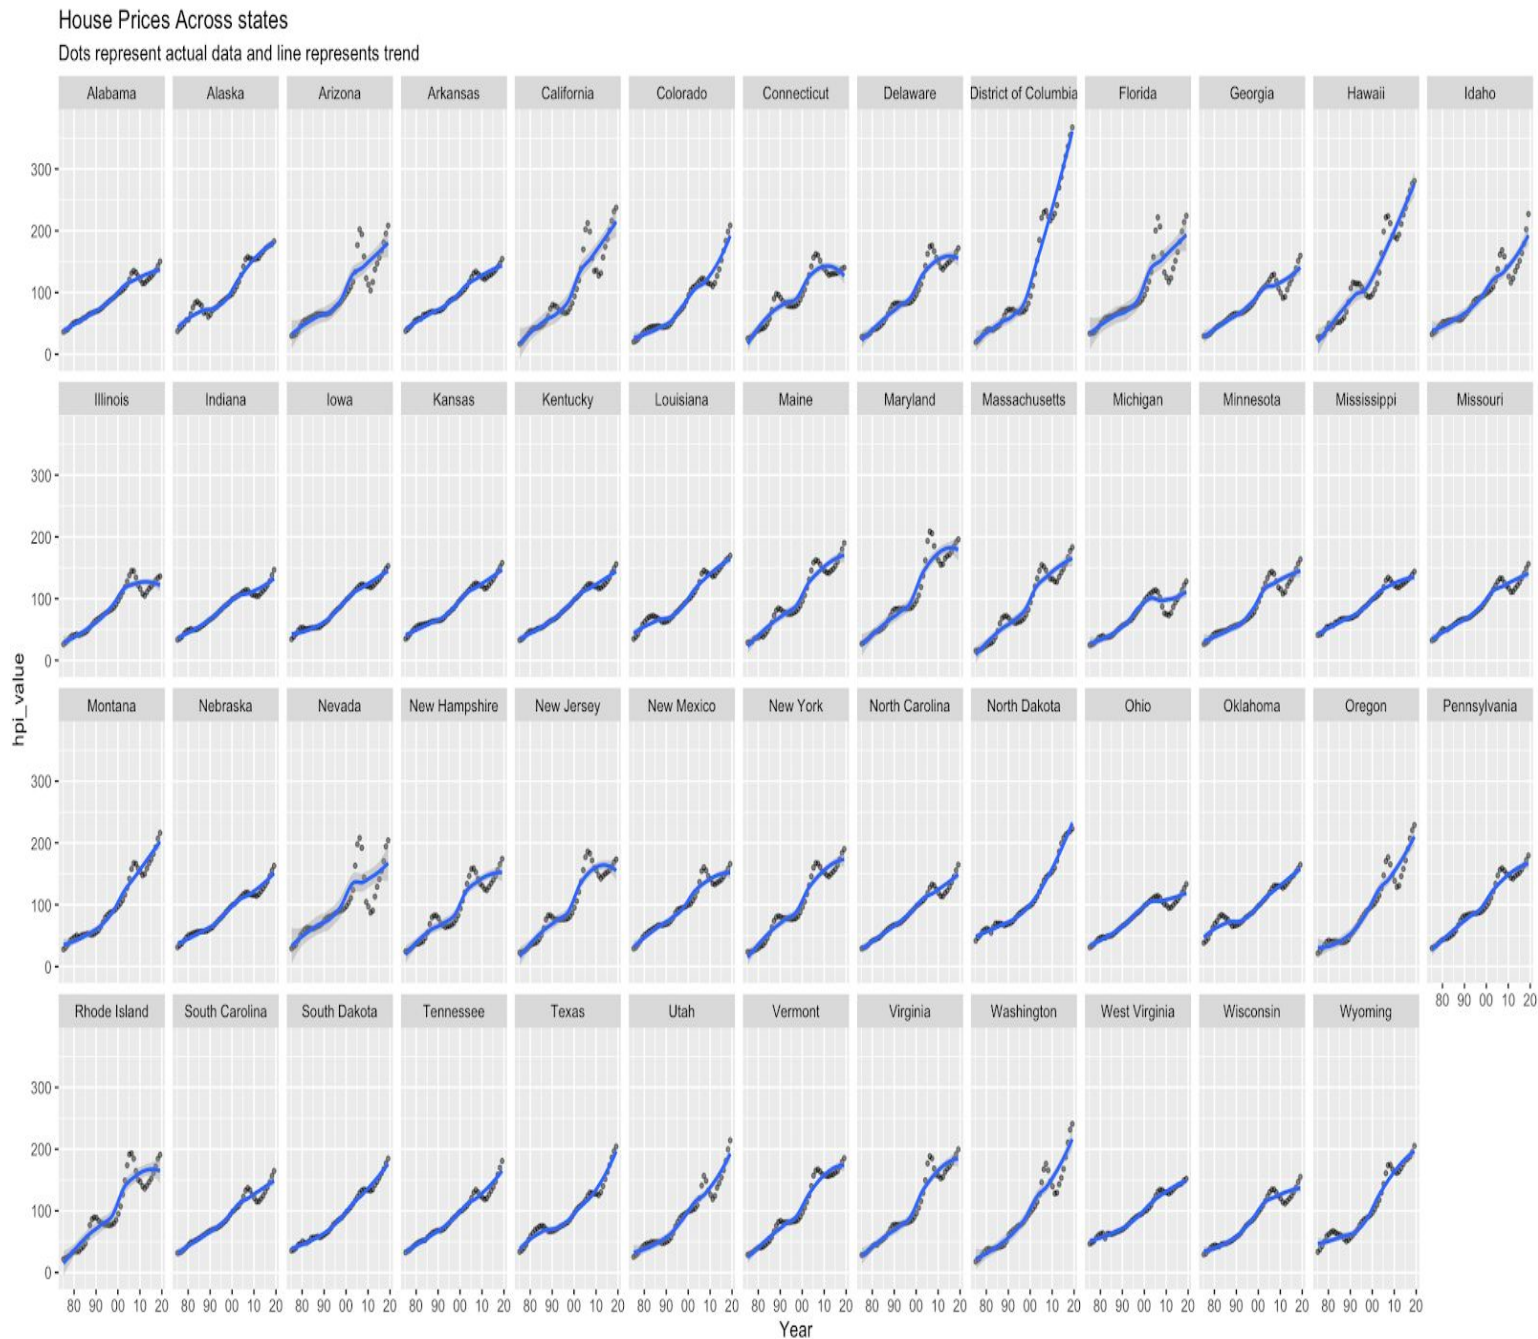 House Prices Across states
Dots represent actual data and line represents trend
Alabama Alaska Arizona Arkansas California Colorado Connecticut Delaware District of Columbia Florida Georgia Hawaii Idaho
300
200
100
0
Illinois Indiana Iowa Kansas Kentucky Louisiana Maine Maryland Massachusetts Michigan Minnesota Mississippi Missouri
300
200
100
0
hpi_value
Montana Nebraska Nevada New Hampshire New Jersey New Mexico New York North Carolina North Dakota Ohio Oklahoma Oregon Pennsylvania
300
200
100
0
80 90 00 10 20
Rhode Island South Carolina South Dakota Tennessee Texas Utah Vermont Virginia Washington West Virginia Wisconsin Wyoming
300
200
100
0
80 90 00 10 20 80 90 00 10 20 80 90 00 10 20 80 90 00 10 20 80 90 00 10 20 80 90 00 10 20 80 90 00 10 20 80 90 00 10 20 80 90 00 10 20 80 90 00 10 20 80 90 00 10 20 80 90 00 10 20
Year